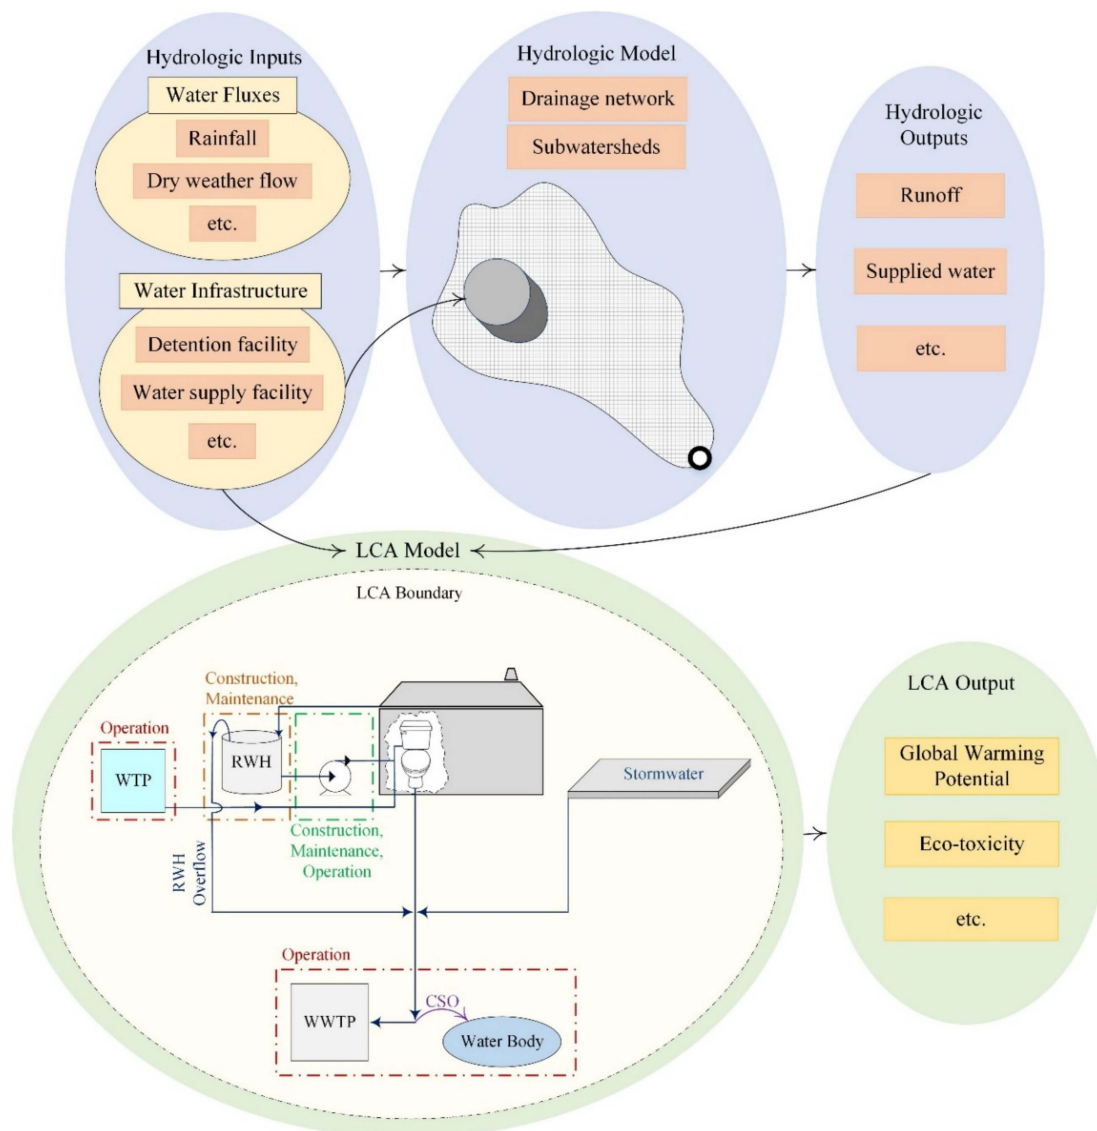 Hydrologic Inputs
Water Fluxes
Rainfall
Dry weather flow
etc.
Water Infrastructure
Detention facility
Water supply facility
etc.
Hydrologic Model
Drainage network
Subwatersheds
Hydrologic
Outputs
Runoff
Supplied water
etc.
LCA Model
LCA Boundary
Construction,
Maintenance
Operation
WTP
RWH
Construction,
Maintenance,
Operation
Stormwater
RWH
Overflow
Operation
WWTP
CSO
Water Body
LCA Output
Global Warming
Potential
Eco-toxicity
etc.